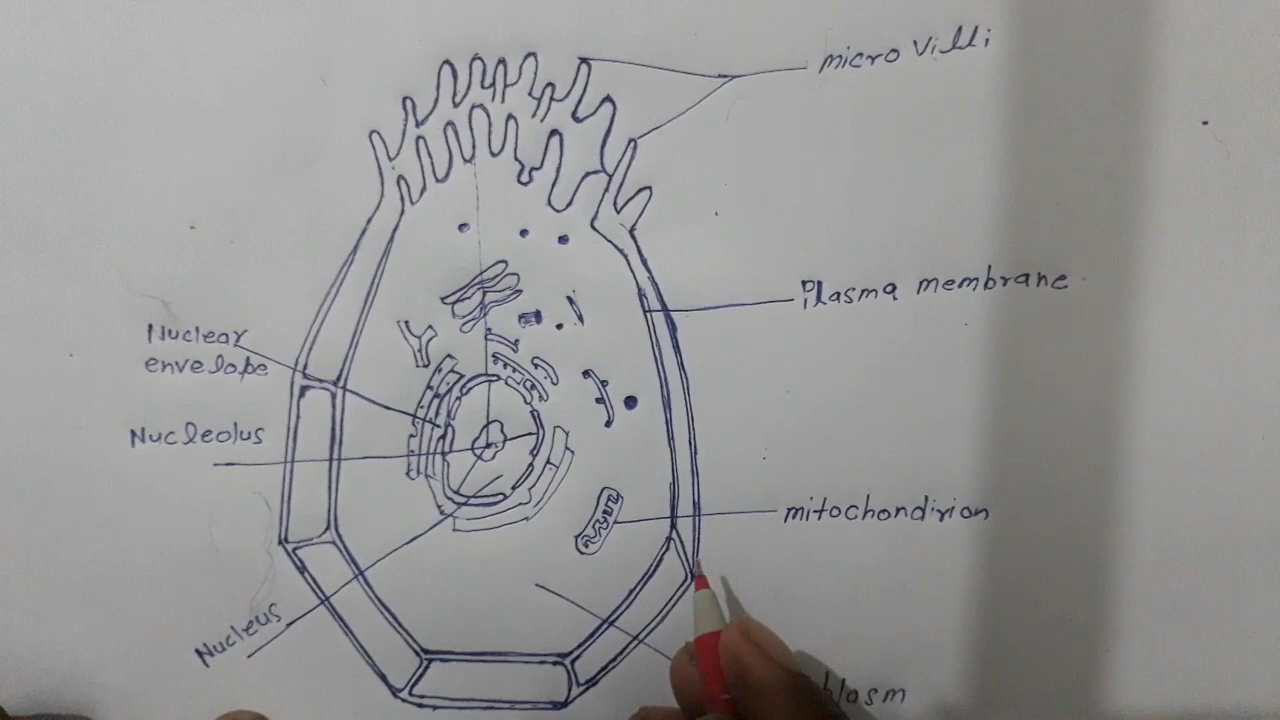 micro Villi
Plasma membrane
Nuclear
envelope
Nucleolus
mitochondirion
Nucleus